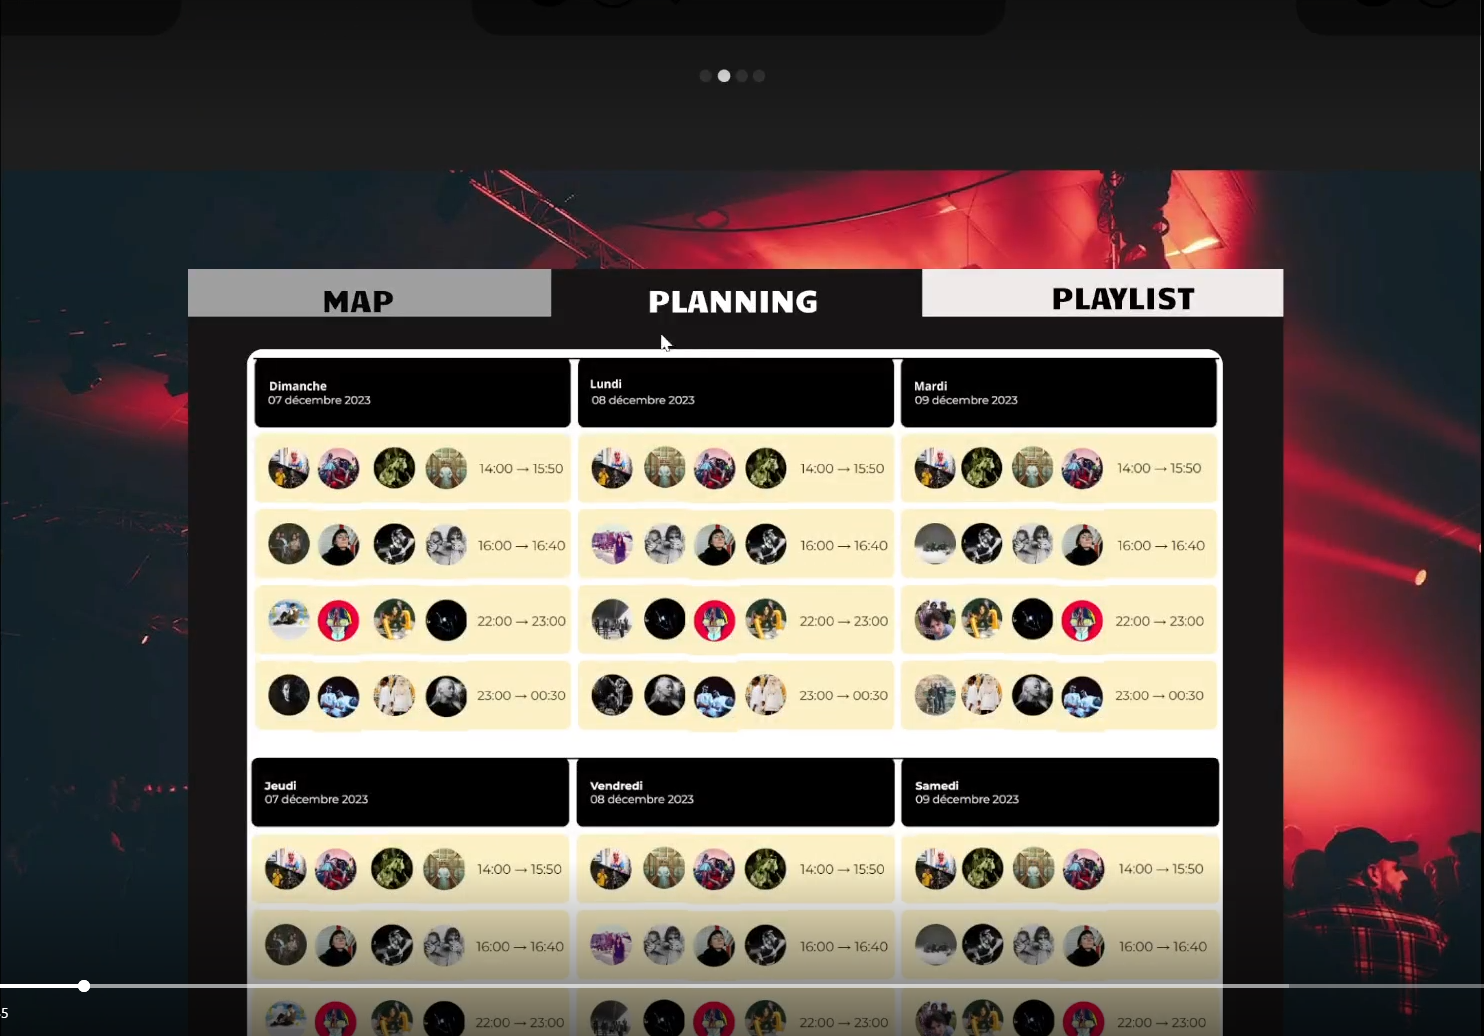 MAP PLANNING PLAYLIST
Dimanche
07 décembre 2023
Lundi
08 décembre 2023
Mardi
09 décembre 2023
14:00 → 15:50
14:00 → 15:50
14:00 → 15:50
16:00 → 16:40
16:00 → 16:40
16:00 → 16:40
22:00 → 23:00
22:00 → 23:00
22:00 → 23:00
23:00 → 00:30
23:00 → 00:30
23:00 → 00:30
Jeudi
07 décembre 2023
Vendredi
08 décembre 2023
Samedi
09 décembre 2023
14:00 → 15:50
14:00 → 15:50
14:00 → 15:50
16:00 → 16:40
16:00 → 16:40
16:00 → 16:40
22:00 → 23:00
22:00 → 23:00
22:00 → 23:00
5